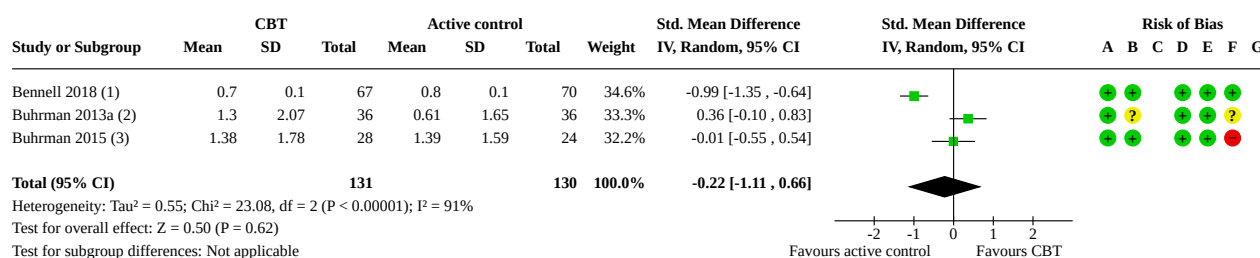 CBT Active control Std. Mean Difference Std. Mean Difference Risk of Bias
Study or Subgroup Mean SD Total Mean SD Total Weight IV, Random, 95% CI IV, Random, 95% CI A B C D E F G
Bennell 2018 (1) 0.7 0.1 67 0.8 0.1 70 34.6% -0.99 [-1.35 , -0.64] + + + + +
Buhrman 2013a (2) 1.3 2.07 36 0.61 1.65 36 33.3% 0.36 [-0.10 , 0.83] + ? + + ?
Buhrman 2015 (3) 1.38 1.78 28 1.39 1.59 24 32.2% -0.01 [-0.55 , 0.54] + + + + −
Total (95% CI) 131 130 100.0% -0.22 [-1.11 , 0.66]
Heterogeneity: Tau² = 0.55; Chi² = 23.08, df = 2 (P < 0.00001); I² = 91%
Test for overall effect: Z = 0.50 (P = 0.62) -2 -1 0 1 2
Test for subgroup differences: Not applicable Favours active control Favours CBT